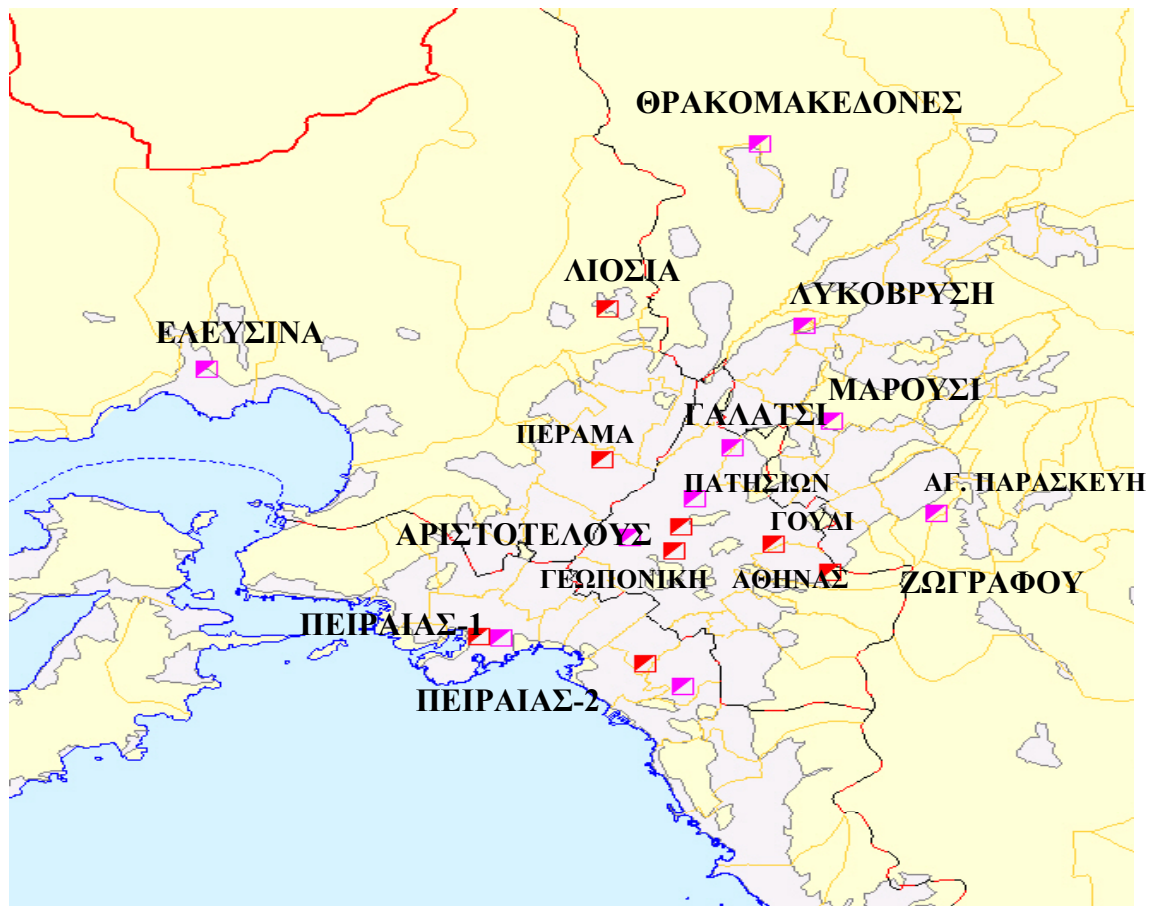 ΘΡΑΚΟΜΑΚΕΔΟΝΕΣ
ΛΙΟΣΙΑ
ΛΥΚΟΒΡΥΣΗ
ΕΛΕΥΣΙΝΑ
ΜΑΡΟΥΣΙ
ΓΑΛΑΤΣΙ
ΠΕΡΑΜΑ
ΠΑΤΗΣΙΩΝ
ΑΓ. ΠΑΡΑΣΚΕΥΗ
ΓΟΥΔΙ
ΑΡΙΣΤΟΤΕΛΟΥΣ
ΓΕΩΠΟΝΙΚΗ
ΑΘΗΝΑΣ
ΖΩΓΡΑΦΟΥ
ΠΕΙΡΑΙΑΣ-1
ΠΕΙΡΑΙΑΣ-2